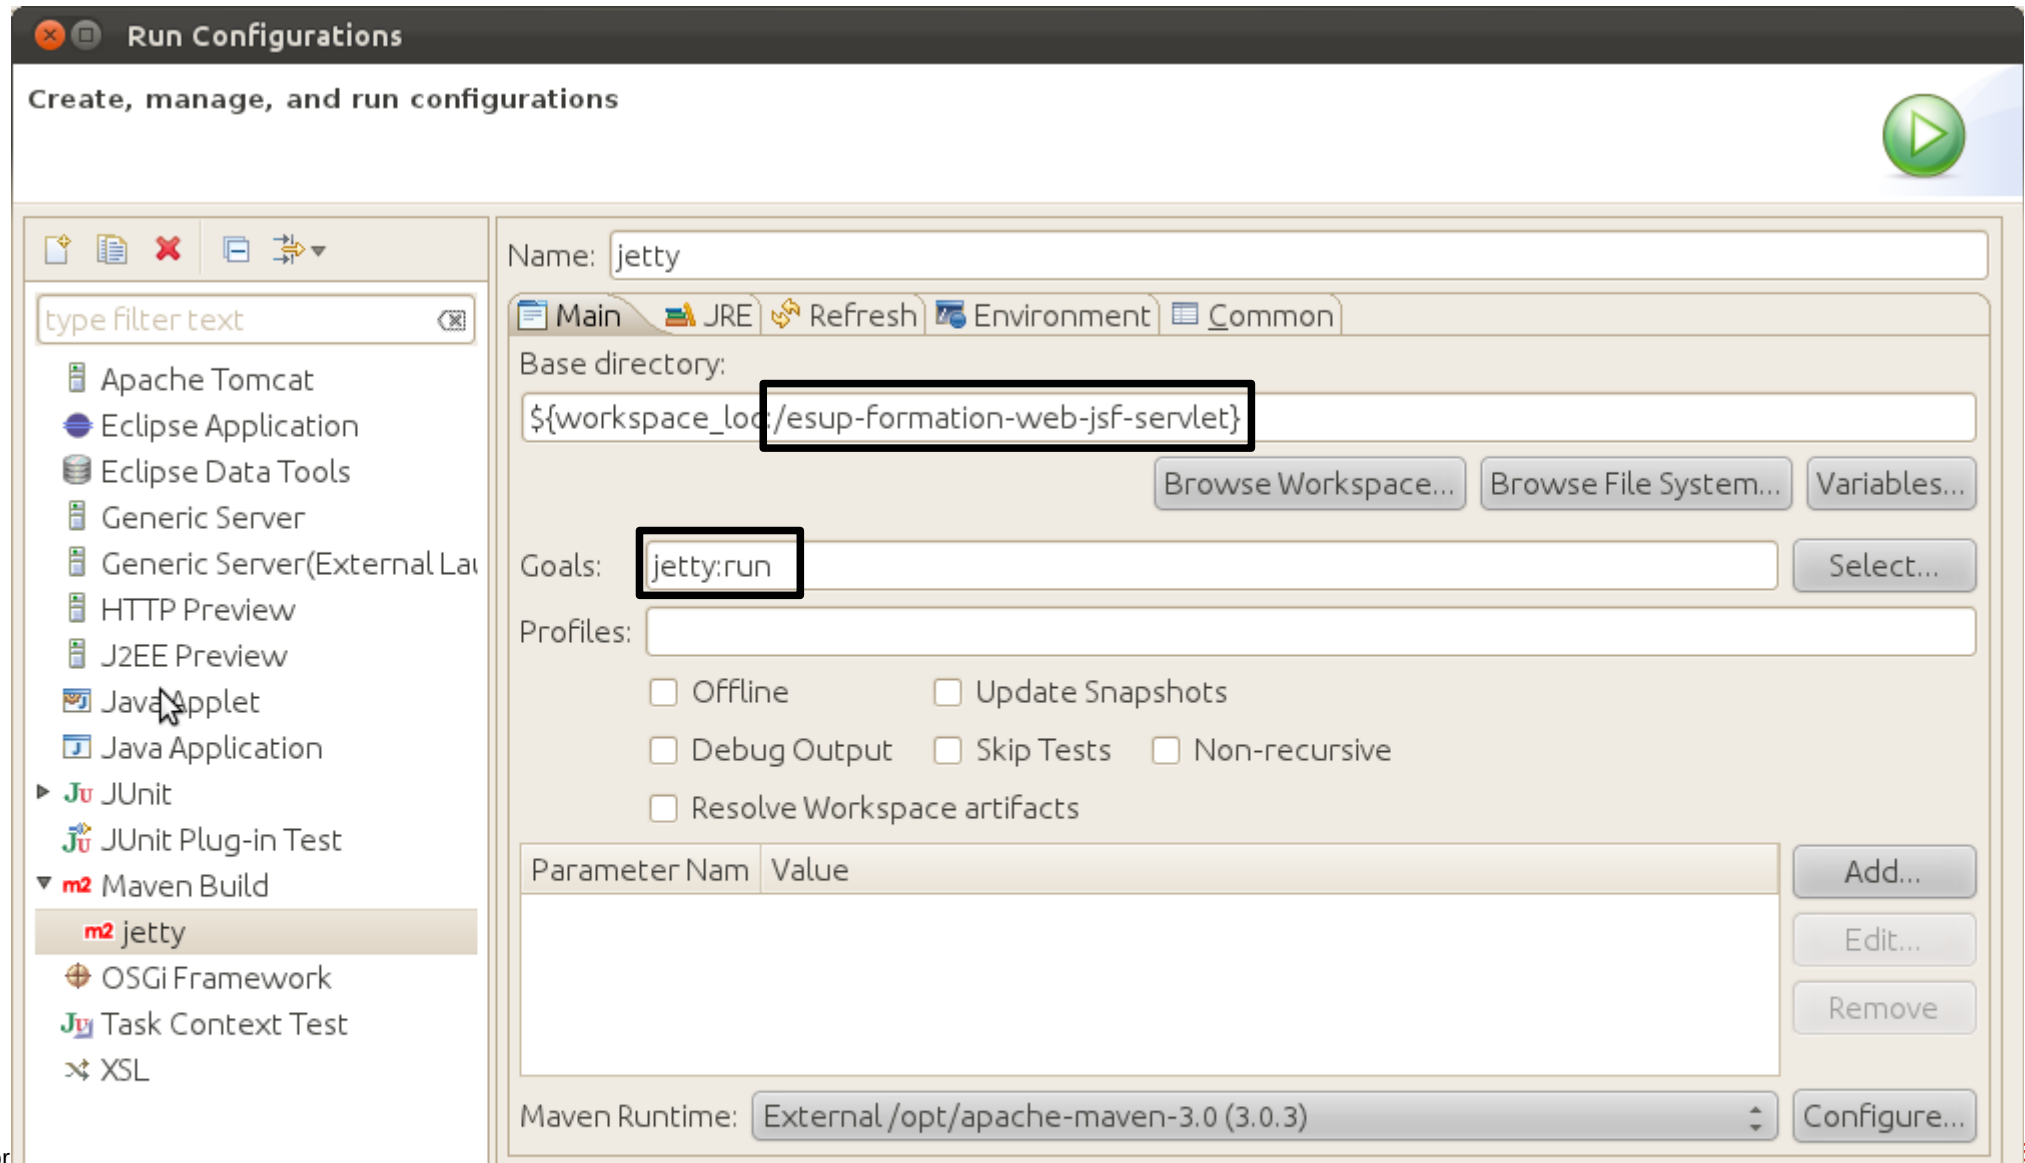 Run Configurations
Create, manage, and run configurations
Name: jetty
type filter text
Main JRE Refresh Environment Common
Base directory:
${workspace_loc:/esup-formation-web-jsf-servlet}
Browse Workspace... Browse File System... Variables...
Goals: jetty:run Select...
Profiles:
Offline Update Snapshots
Debug Output Skip Tests Non-recursive
Resolve Workspace artifacts
Parameter Nam Value
Add...
Edit...
Remove
Maven Runtime: External /opt/apache-maven-3.0 (3.0.3) Configure...
Apache Tomcat
Eclipse Application
Eclipse Data Tools
Generic Server
Generic Server(External Lau
HTTP Preview
J2EE Preview
Java Applet
Java Application
Ju JUnit
JUnit Plug-in Test
m2 Maven Build
m2 jetty
OSGi Framework
Task Context Test
XSL